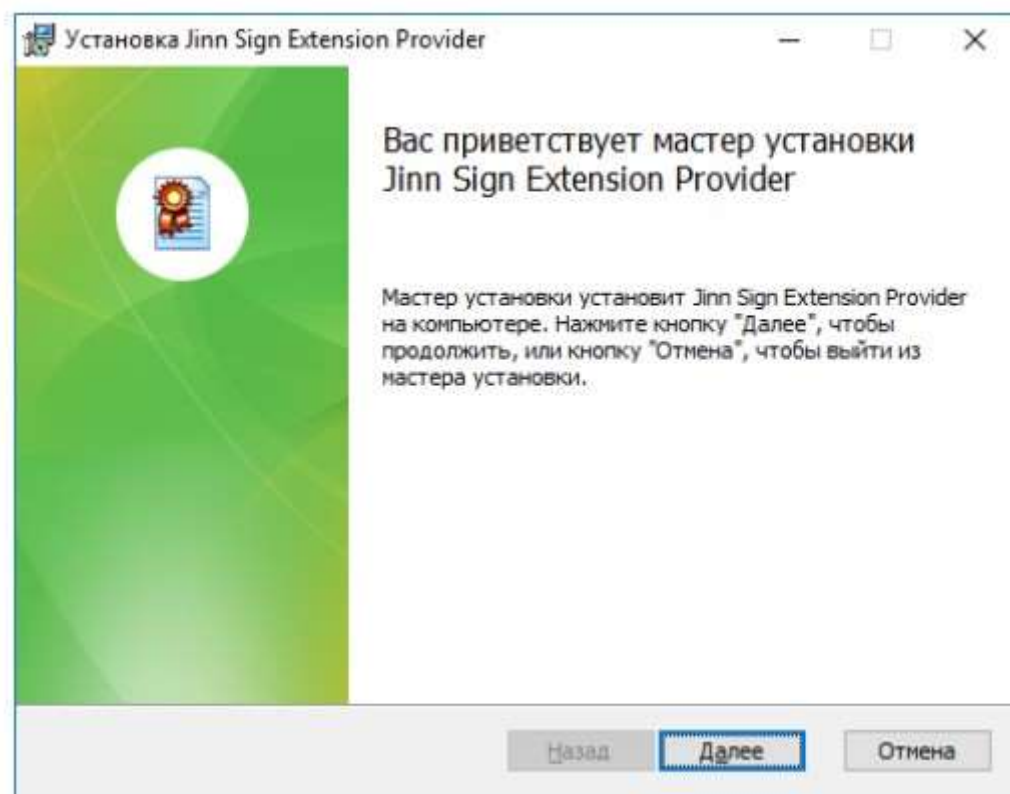 Установка Jinn Sign Extension Provider
Вас приветствует мастер установки
Jinn Sign Extension Provider
Мастер установки установит Jinn Sign Extension Provider
на компьютере. Нажмите кнопку "Далее", чтобы
продолжить, или кнопку "Отмена", чтобы выйти из
мастера установки.
Назад Далее Отмена